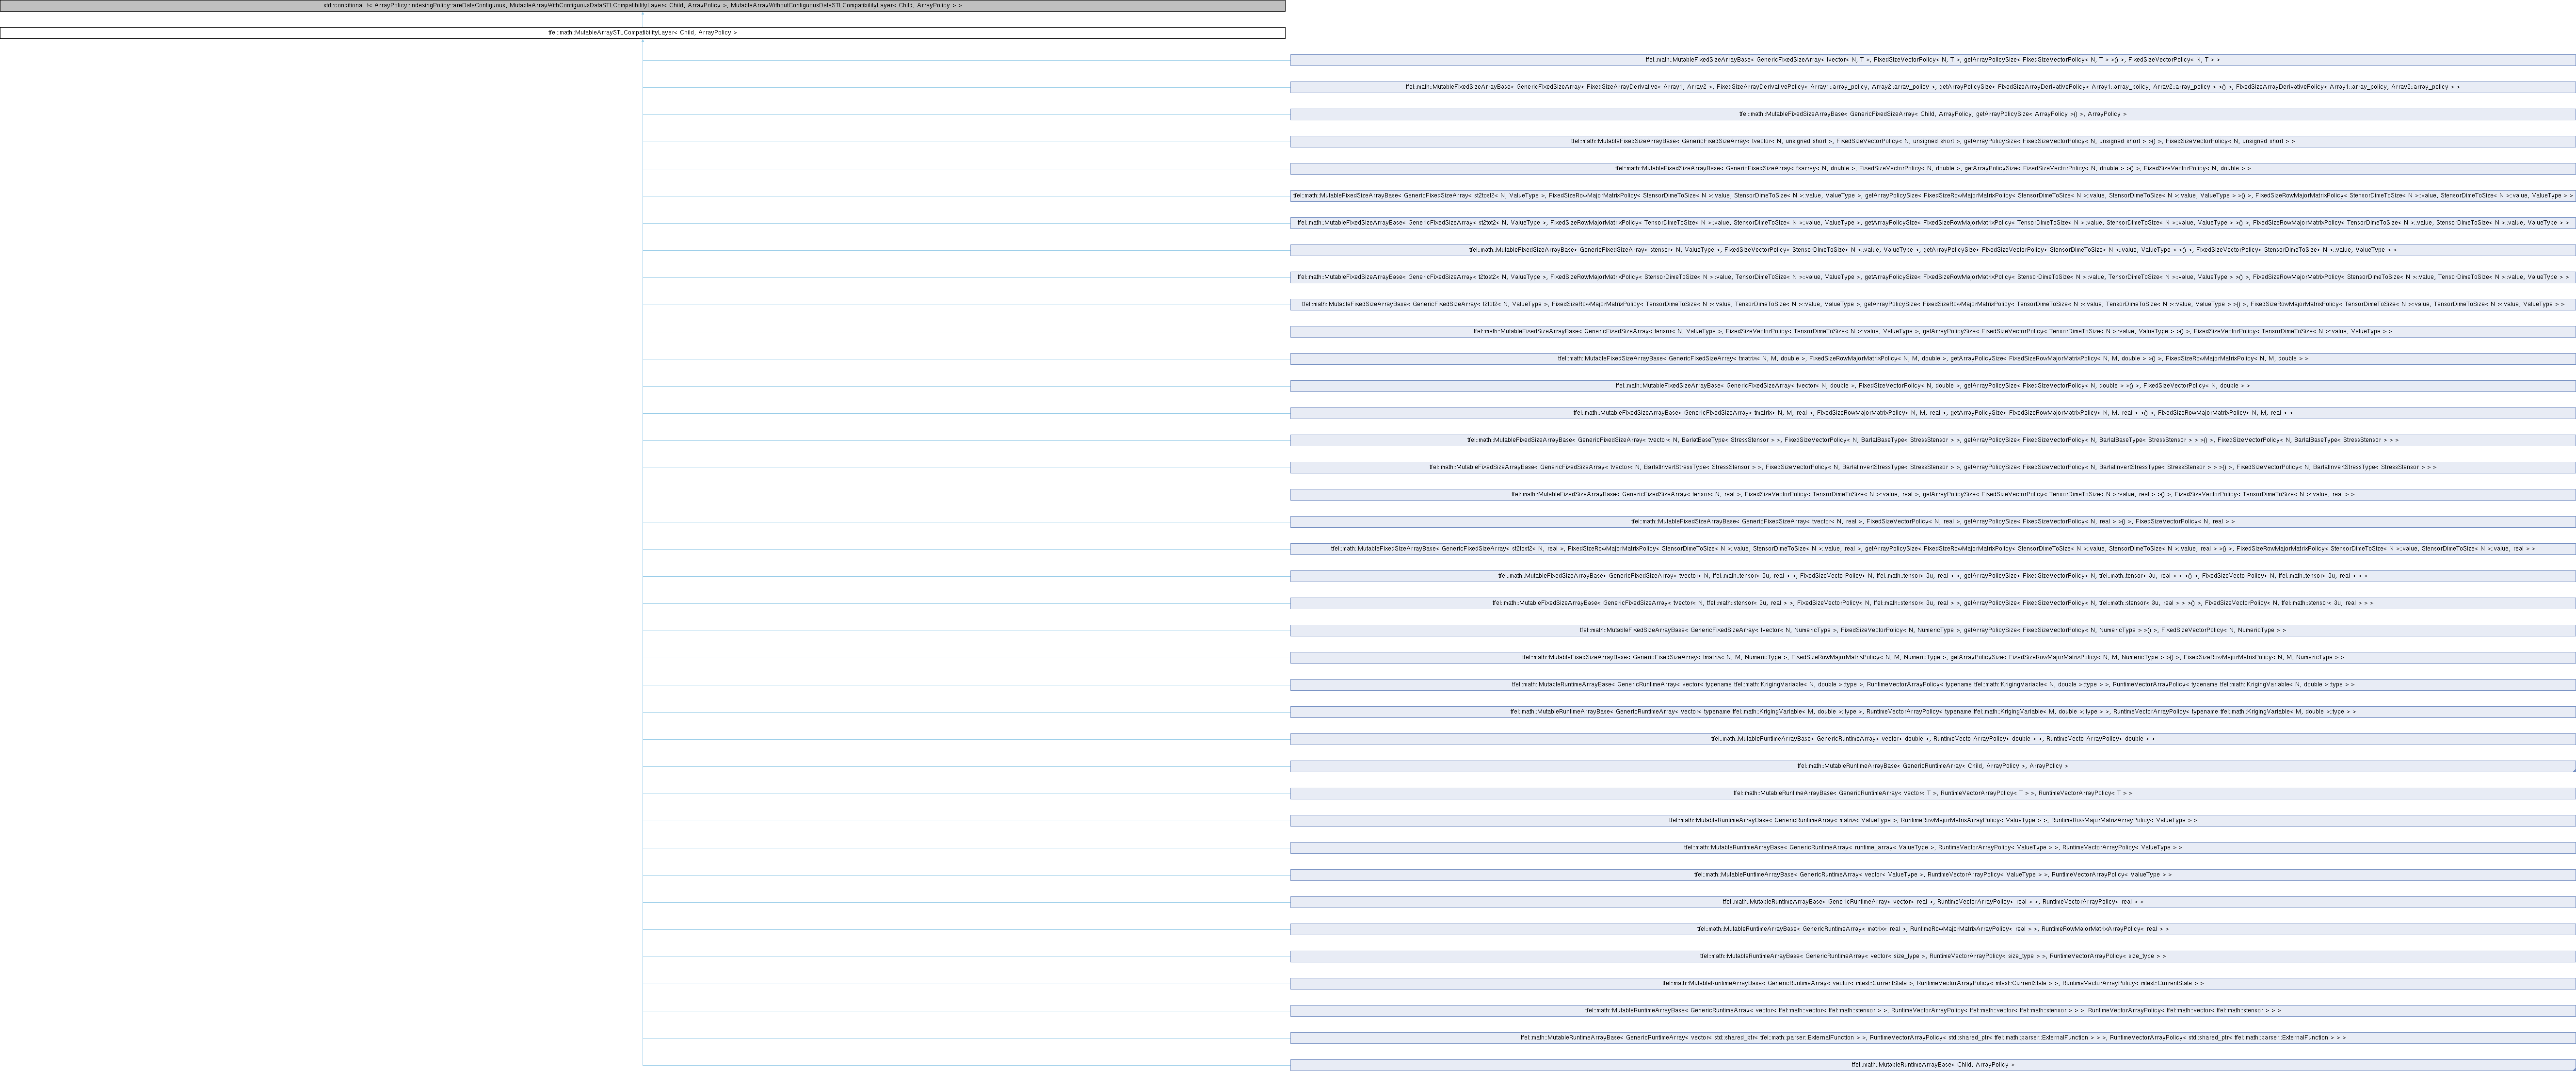 std::conditional_t< ArrayPolicy::IndexingPolicy::areDataContiguous, MutableArrayWithContiguousDataSTLCompatibilityLayer< Child, ArrayPolicy >, MutableArrayWithoutContiguousDataSTLCompatibilityLayer< Child, ArrayPolicy > >
tfel::math::MutableArraySTLCompatibilityLayer< Child, ArrayPolicy >
tfel::math::MutableFixedSizeArrayBase< GenericFixedSizeArray< tvector< N, T >, FixedSizeVectorPolicy< N, T >, getArrayPolicySize< FixedSizeVectorPolicy< N, T > >() >, FixedSizeVectorPolicy< N, T > >
tfel::math::MutableFixedSizeArrayBase< GenericFixedSizeArray< FixedSizeArrayDerivative< Array1, Array2 >, FixedSizeArrayDerivativePolicy< Array1::array_policy, Array2::array_policy >, getArrayPolicySize< FixedSizeArrayDerivativePolicy< Array1::array_policy, Array2::array_policy > >() >, FixedSizeArrayDerivativePolicy< Array1::array_policy, Array2::array_policy > >
tfel::math::MutableFixedSizeArrayBase< GenericFixedSizeArray< Child, ArrayPolicy, getArrayPolicySize< ArrayPolicy >() >, ArrayPolicy >
tfel::math::MutableFixedSizeArrayBase< GenericFixedSizeArray< tvector< N, unsigned short >, FixedSizeVectorPolicy< N, unsigned short >, getArrayPolicySize< FixedSizeVectorPolicy< N, unsigned short > >() >, FixedSizeVectorPolicy< N, unsigned short > >
tfel::math::MutableFixedSizeArrayBase< GenericFixedSizeArray< fsarray< N, double >, FixedSizeVectorPolicy< N, double >, getArrayPolicySize< FixedSizeVectorPolicy< N, double > >() >, FixedSizeVectorPolicy< N, double > >
tfel::math::MutableFixedSizeArrayBase< GenericFixedSizeArray< st2tost2< N, ValueType >, FixedSizeRowMajorMatrixPolicy< StensorDimeToSize< N >::value, StensorDimeToSize< N >::value, ValueType >, getArrayPolicySize< FixedSizeRowMajorMatrixPolicy< StensorDimeToSize< N >::value, StensorDimeToSize< N >::value, ValueType > >() >, FixedSizeRowMajorMatrixPolicy< StensorDimeToSize< N >::value, StensorDimeToSize< N >::value, ValueType > >
tfel::math::MutableFixedSizeArrayBase< GenericFixedSizeArray< st2tot2< N, ValueType >, FixedSizeRowMajorMatrixPolicy< TensorDimeToSize< N >::value, StensorDimeToSize< N >::value, ValueType >, getArrayPolicySize< FixedSizeRowMajorMatrixPolicy< TensorDimeToSize< N >::value, StensorDimeToSize< N >::value, ValueType > >() >, FixedSizeRowMajorMatrixPolicy< TensorDimeToSize< N >::value, StensorDimeToSize< N >::value, ValueType > >
tfel::math::MutableFixedSizeArrayBase< GenericFixedSizeArray< stensor< N, ValueType >, FixedSizeVectorPolicy< StensorDimeToSize< N >::value, ValueType >, getArrayPolicySize< FixedSizeVectorPolicy< StensorDimeToSize< N >::value, ValueType > >() >, FixedSizeVectorPolicy< StensorDimeToSize< N >::value, ValueType > >
tfel::math::MutableFixedSizeArrayBase< GenericFixedSizeArray< t2tost2< N, ValueType >, FixedSizeRowMajorMatrixPolicy< StensorDimeToSize< N >::value, TensorDimeToSize< N >::value, ValueType >, getArrayPolicySize< FixedSizeRowMajorMatrixPolicy< StensorDimeToSize< N >::value, TensorDimeToSize< N >::value, ValueType > >() >, FixedSizeRowMajorMatrixPolicy< StensorDimeToSize< N >::value, TensorDimeToSize< N >::value, ValueType > >
tfel::math::MutableFixedSizeArrayBase< GenericFixedSizeArray< t2tot2< N, ValueType >, FixedSizeRowMajorMatrixPolicy< TensorDimeToSize< N >::value, TensorDimeToSize< N >::value, ValueType >, getArrayPolicySize< FixedSizeRowMajorMatrixPolicy< TensorDimeToSize< N >::value, TensorDimeToSize< N >::value, ValueType > >() >, FixedSizeRowMajorMatrixPolicy< TensorDimeToSize< N >::value, TensorDimeToSize< N >::value, ValueType > >
tfel::math::MutableFixedSizeArrayBase< GenericFixedSizeArray< tensor< N, ValueType >, FixedSizeVectorPolicy< TensorDimeToSize< N >::value, ValueType >, getArrayPolicySize< FixedSizeVectorPolicy< TensorDimeToSize< N >::value, ValueType > >() >, FixedSizeVectorPolicy< TensorDimeToSize< N >::value, ValueType > >
tfel::math::MutableFixedSizeArrayBase< GenericFixedSizeArray< tmatrix< N, M, double >, FixedSizeRowMajorMatrixPolicy< N, M, double >, getArrayPolicySize< FixedSizeRowMajorMatrixPolicy< N, M, double > >() >, FixedSizeRowMajorMatrixPolicy< N, M, double > >
tfel::math::MutableFixedSizeArrayBase< GenericFixedSizeArray< tvector< N, double >, FixedSizeVectorPolicy< N, double >, getArrayPolicySize< FixedSizeVectorPolicy< N, double > >() >, FixedSizeVectorPolicy< N, double > >
tfel::math::MutableFixedSizeArrayBase< GenericFixedSizeArray< tmatrix< N, M, real >, FixedSizeRowMajorMatrixPolicy< N, M, real >, getArrayPolicySize< FixedSizeRowMajorMatrixPolicy< N, M, real > >() >, FixedSizeRowMajorMatrixPolicy< N, M, real > >
tfel::math::MutableFixedSizeArrayBase< GenericFixedSizeArray< tvector< N, BarlatBaseType< StressStensor > >, FixedSizeVectorPolicy< N, BarlatBaseType< StressStensor > >, getArrayPolicySize< FixedSizeVectorPolicy< N, BarlatBaseType< StressStensor > > >() >, FixedSizeVectorPolicy< N, BarlatBaseType< StressStensor > > >
tfel::math::MutableFixedSizeArrayBase< GenericFixedSizeArray< tvector< N, BarlatInvertStressType< StressStensor > >, FixedSizeVectorPolicy< N, BarlatInvertStressType< StressStensor > >, getArrayPolicySize< FixedSizeVectorPolicy< N, BarlatInvertStressType< StressStensor > > >() >, FixedSizeVectorPolicy< N, BarlatInvertStressType< StressStensor > > >
tfel::math::MutableFixedSizeArrayBase< GenericFixedSizeArray< tensor< N, real >, FixedSizeVectorPolicy< TensorDimeToSize< N >::value, real >, getArrayPolicySize< FixedSizeVectorPolicy< TensorDimeToSize< N >::value, real > >() >, FixedSizeVectorPolicy< TensorDimeToSize< N >::value, real > >
tfel::math::MutableFixedSizeArrayBase< GenericFixedSizeArray< tvector< N, real >, FixedSizeVectorPolicy< N, real >, getArrayPolicySize< FixedSizeVectorPolicy< N, real > >() >, FixedSizeVectorPolicy< N, real > >
tfel::math::MutableFixedSizeArrayBase< GenericFixedSizeArray< st2tost2< N, real >, FixedSizeRowMajorMatrixPolicy< StensorDimeToSize< N >::value, StensorDimeToSize< N >::value, real >, getArrayPolicySize< FixedSizeRowMajorMatrixPolicy< StensorDimeToSize< N >::value, StensorDimeToSize< N >::value, real > >() >, FixedSizeRowMajorMatrixPolicy< StensorDimeToSize< N >::value, StensorDimeToSize< N >::value, real > >
tfel::math::MutableFixedSizeArrayBase< GenericFixedSizeArray< tvector< N, tfel::math::tensor< 3u, real > >, FixedSizeVectorPolicy< N, tfel::math::tensor< 3u, real > >, getArrayPolicySize< FixedSizeVectorPolicy< N, tfel::math::tensor< 3u, real > > >() >, FixedSizeVectorPolicy< N, tfel::math::tensor< 3u, real > > >
tfel::math::MutableFixedSizeArrayBase< GenericFixedSizeArray< tvector< N, tfel::math::stensor< 3u, real > >, FixedSizeVectorPolicy< N, tfel::math::stensor< 3u, real > >, getArrayPolicySize< FixedSizeVectorPolicy< N, tfel::math::stensor< 3u, real > > >() >, FixedSizeVectorPolicy< N, tfel::math::stensor< 3u, real > > >
tfel::math::MutableFixedSizeArrayBase< GenericFixedSizeArray< tvector< N, NumericType >, FixedSizeVectorPolicy< N, NumericType >, getArrayPolicySize< FixedSizeVectorPolicy< N, NumericType > >() >, FixedSizeVectorPolicy< N, NumericType > >
tfel::math::MutableFixedSizeArrayBase< GenericFixedSizeArray< tmatrix< N, M, NumericType >, FixedSizeRowMajorMatrixPolicy< N, M, NumericType >, getArrayPolicySize< FixedSizeRowMajorMatrixPolicy< N, M, NumericType > >() >, FixedSizeRowMajorMatrixPolicy< N, M, NumericType > >
tfel::math::MutableRuntimeArrayBase< GenericRuntimeArray< vector< typename tfel::math::KrigingVariable< N, double >::type >, RuntimeVectorArrayPolicy< typename tfel::math::KrigingVariable< N, double >::type > >, RuntimeVectorArrayPolicy< typename tfel::math::KrigingVariable< N, double >::type > >
tfel::math::MutableRuntimeArrayBase< GenericRuntimeArray< vector< typename tfel::math::KrigingVariable< M, double >::type >, RuntimeVectorArrayPolicy< typename tfel::math::KrigingVariable< M, double >::type > >, RuntimeVectorArrayPolicy< typename tfel::math::KrigingVariable< M, double >::type > >
tfel::math::MutableRuntimeArrayBase< GenericRuntimeArray< vector< double >, RuntimeVectorArrayPolicy< double > >, RuntimeVectorArrayPolicy< double > >
tfel::math::MutableRuntimeArrayBase< GenericRuntimeArray< Child, ArrayPolicy >, ArrayPolicy >
tfel::math::MutableRuntimeArrayBase< GenericRuntimeArray< vector< T >, RuntimeVectorArrayPolicy< T > >, RuntimeVectorArrayPolicy< T > >
tfel::math::MutableRuntimeArrayBase< GenericRuntimeArray< matrix< ValueType >, RuntimeRowMajorMatrixArrayPolicy< ValueType > >, RuntimeRowMajorMatrixArrayPolicy< ValueType > >
tfel::math::MutableRuntimeArrayBase< GenericRuntimeArray< runtime_array< ValueType >, RuntimeVectorArrayPolicy< ValueType > >, RuntimeVectorArrayPolicy< ValueType > >
tfel::math::MutableRuntimeArrayBase< GenericRuntimeArray< vector< ValueType >, RuntimeVectorArrayPolicy< ValueType > >, RuntimeVectorArrayPolicy< ValueType > >
tfel::math::MutableRuntimeArrayBase< GenericRuntimeArray< vector< real >, RuntimeVectorArrayPolicy< real > >, RuntimeVectorArrayPolicy< real > >
tfel::math::MutableRuntimeArrayBase< GenericRuntimeArray< matrix< real >, RuntimeRowMajorMatrixArrayPolicy< real > >, RuntimeRowMajorMatrixArrayPolicy< real > >
tfel::math::MutableRuntimeArrayBase< GenericRuntimeArray< vector< size_type >, RuntimeVectorArrayPolicy< size_type > >, RuntimeVectorArrayPolicy< size_type > >
tfel::math::MutableRuntimeArrayBase< GenericRuntimeArray< vector< mtest::CurrentState >, RuntimeVectorArrayPolicy< mtest::CurrentState > >, RuntimeVectorArrayPolicy< mtest::CurrentState > >
tfel::math::MutableRuntimeArrayBase< GenericRuntimeArray< vector< tfel::math::vector< tfel::math::stensor > >, RuntimeVectorArrayPolicy< tfel::math::vector< tfel::math::stensor > > >, RuntimeVectorArrayPolicy< tfel::math::vector< tfel::math::stensor > > >
tfel::math::MutableRuntimeArrayBase< GenericRuntimeArray< vector< std::shared_ptr< tfel::math::parser::ExternalFunction > >, RuntimeVectorArrayPolicy< std::shared_ptr< tfel::math::parser::ExternalFunction > > >, RuntimeVectorArrayPolicy< std::shared_ptr< tfel::math::parser::ExternalFunction > > >
tfel::math::MutableRuntimeArrayBase< Child, ArrayPolicy >